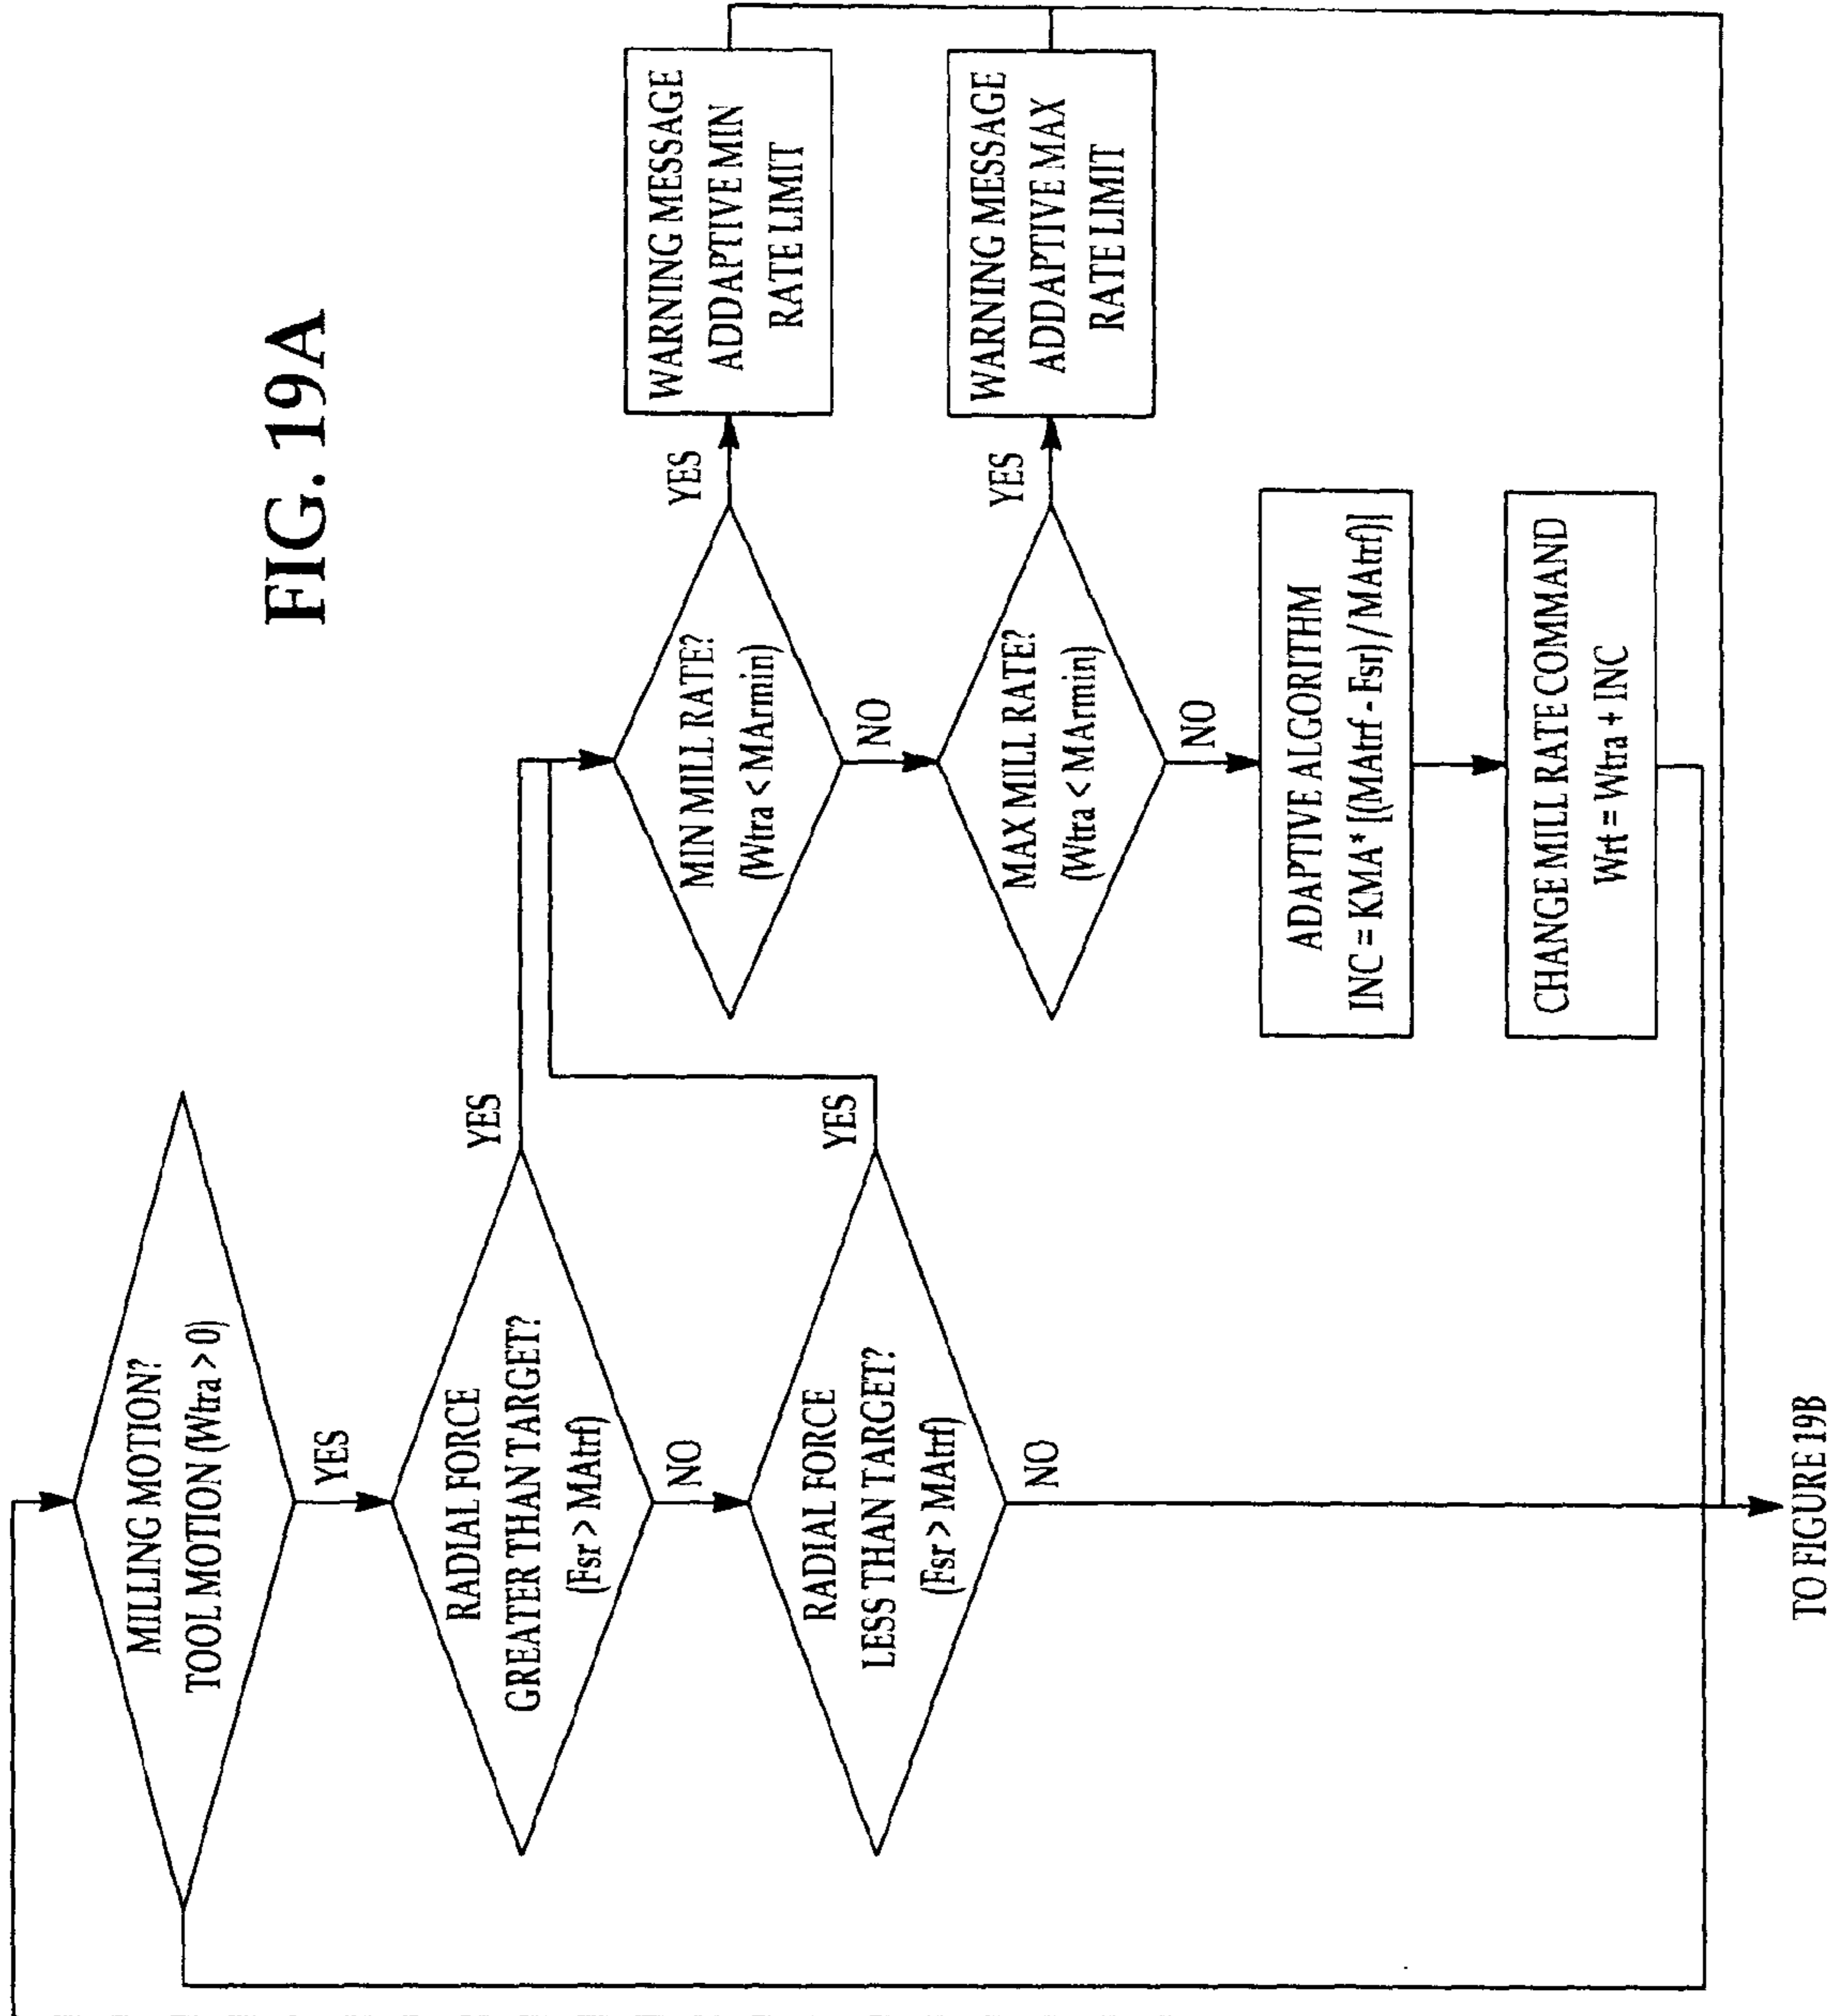 FIG. 19A
MILLING MOTION?
TOOL MOTION (Wtra > 0)
YES
RADIAL FORCE
GREATER THAN TARGET?
(Fsr > MAtrf)
YES
NO
RADIAL FORCE
LESS THAN TARGET?
(Fsr > MAtrf)
YES
NO
MIN MILL RATE?
(Wtra < MArmin)
YES
WARNING MESSAGE
ADDAPTIVE MIN
RATE LIMIT
NO
MAX MILL RATE?
(Wtra < MArmin)
YES
WARNING MESSAGE
ADDAPTIVE MAX
RATE LIMIT
NO
ADAPTIVE ALGORITHM
INC = KMA* [(MAtrf - Fsr) / MAtrf)]
CHANGE MILL RATE COMMAND
Wrt = Wtra + INC
TO FIGURE 19B